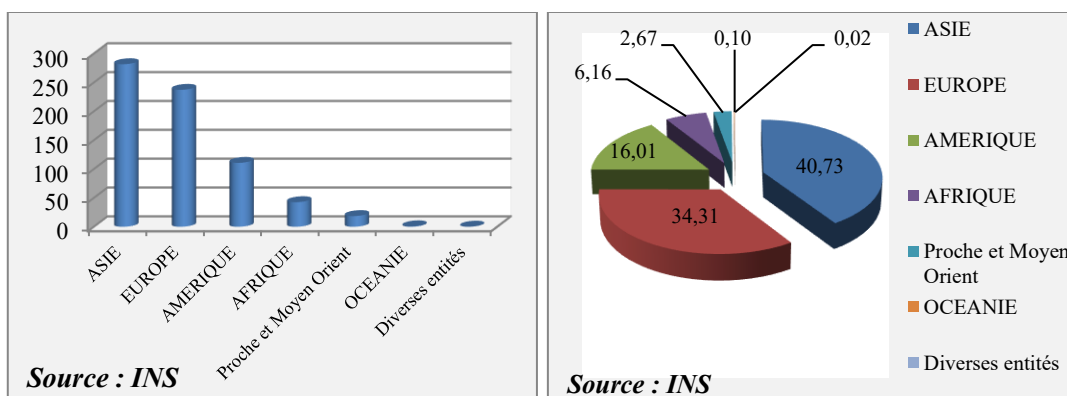 300
250
200
150
100
50
0
ASIE
EUROPE
AMERIQUE
AFRIQUE
Proche et Moyen Orient
OCEANIE
Diverses entités
Source : INS
2,67
0,10
0,02
6,16
16,01
40,73
34,31
ASIE
EUROPE
AMERIQUE
AFRIQUE
Proche et Moyen
Orient
OCEANIE
Diverses entités
Source : INS